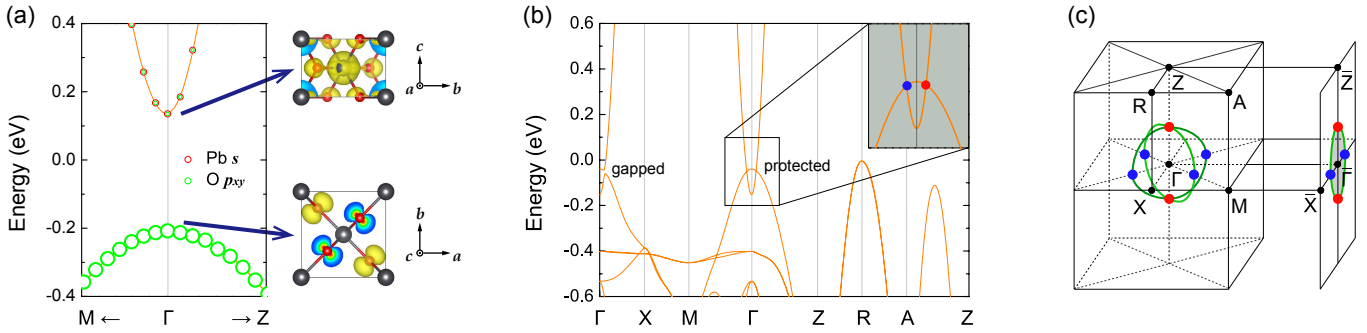 (a)
0.4
0.2
0.0
-0.2
-0.4
Energy (eV)
Pb s
O pxy
M ← Γ → Z
c
a b
b
c a
(b)
0.6
0.4
0.2
0.0
-0.2
-0.4
-0.6
Energy (eV)
gapped
protected
Γ X M Γ Z R A Z
(c)
Z
R A
Γ
X M
Z̅
Γ̅
X̅